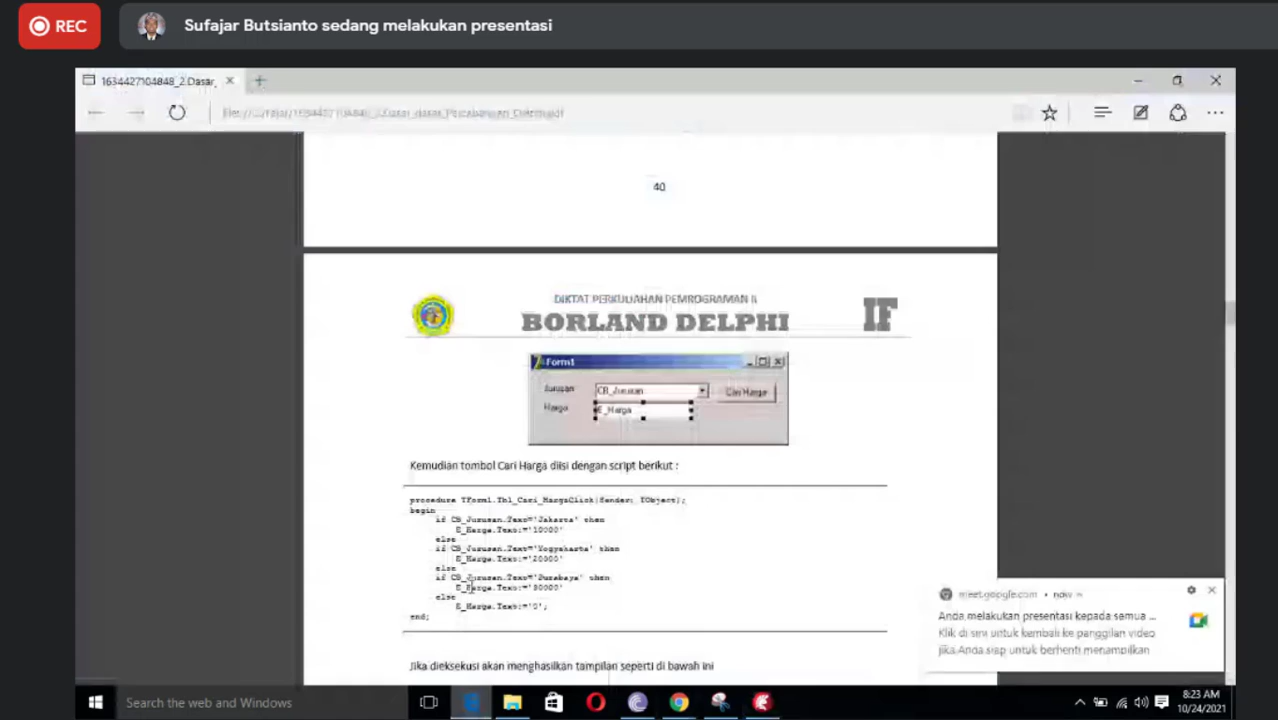 REC
Sufajar Butsianto sedang melakukan presentasi
1634427104848_2.Dasar_
40
DIKTAT PERKULIAHAN PEMROGRAMAN II
BORLAND DELPHI
IF
Form1
Jurusan
CB_Jurusan
Cari Harga
Harga
E_Harga
Kemudian tombol Cari Harga diisi dengan script berikut :
procedure TForm1.Tbl_Cari_HargaClick(Sender: TObject);
begin
if CB_Jurusan.Text='Jakarta' then
E_Harga.Text:='10000'
else
if CB_Jurusan.Text='Yogyakarta' then
E_Harga.Text:='20000'
else
if CB_Jurusan.Text='Surabaya' then
E_Harga.Text:='30000'
else
E_Harga.Text:='0';
end;
Jika dieksekusi akan menghasilkan tampilan seperti di bawah ini
meet.google.com • now
Anda melakukan presentasi kepada semua ...
Klik di sini untuk kembali ke panggilan video
jika Anda siap untuk berhenti menampilkan
Search the web and Windows
8:23 AM
10/24/2021